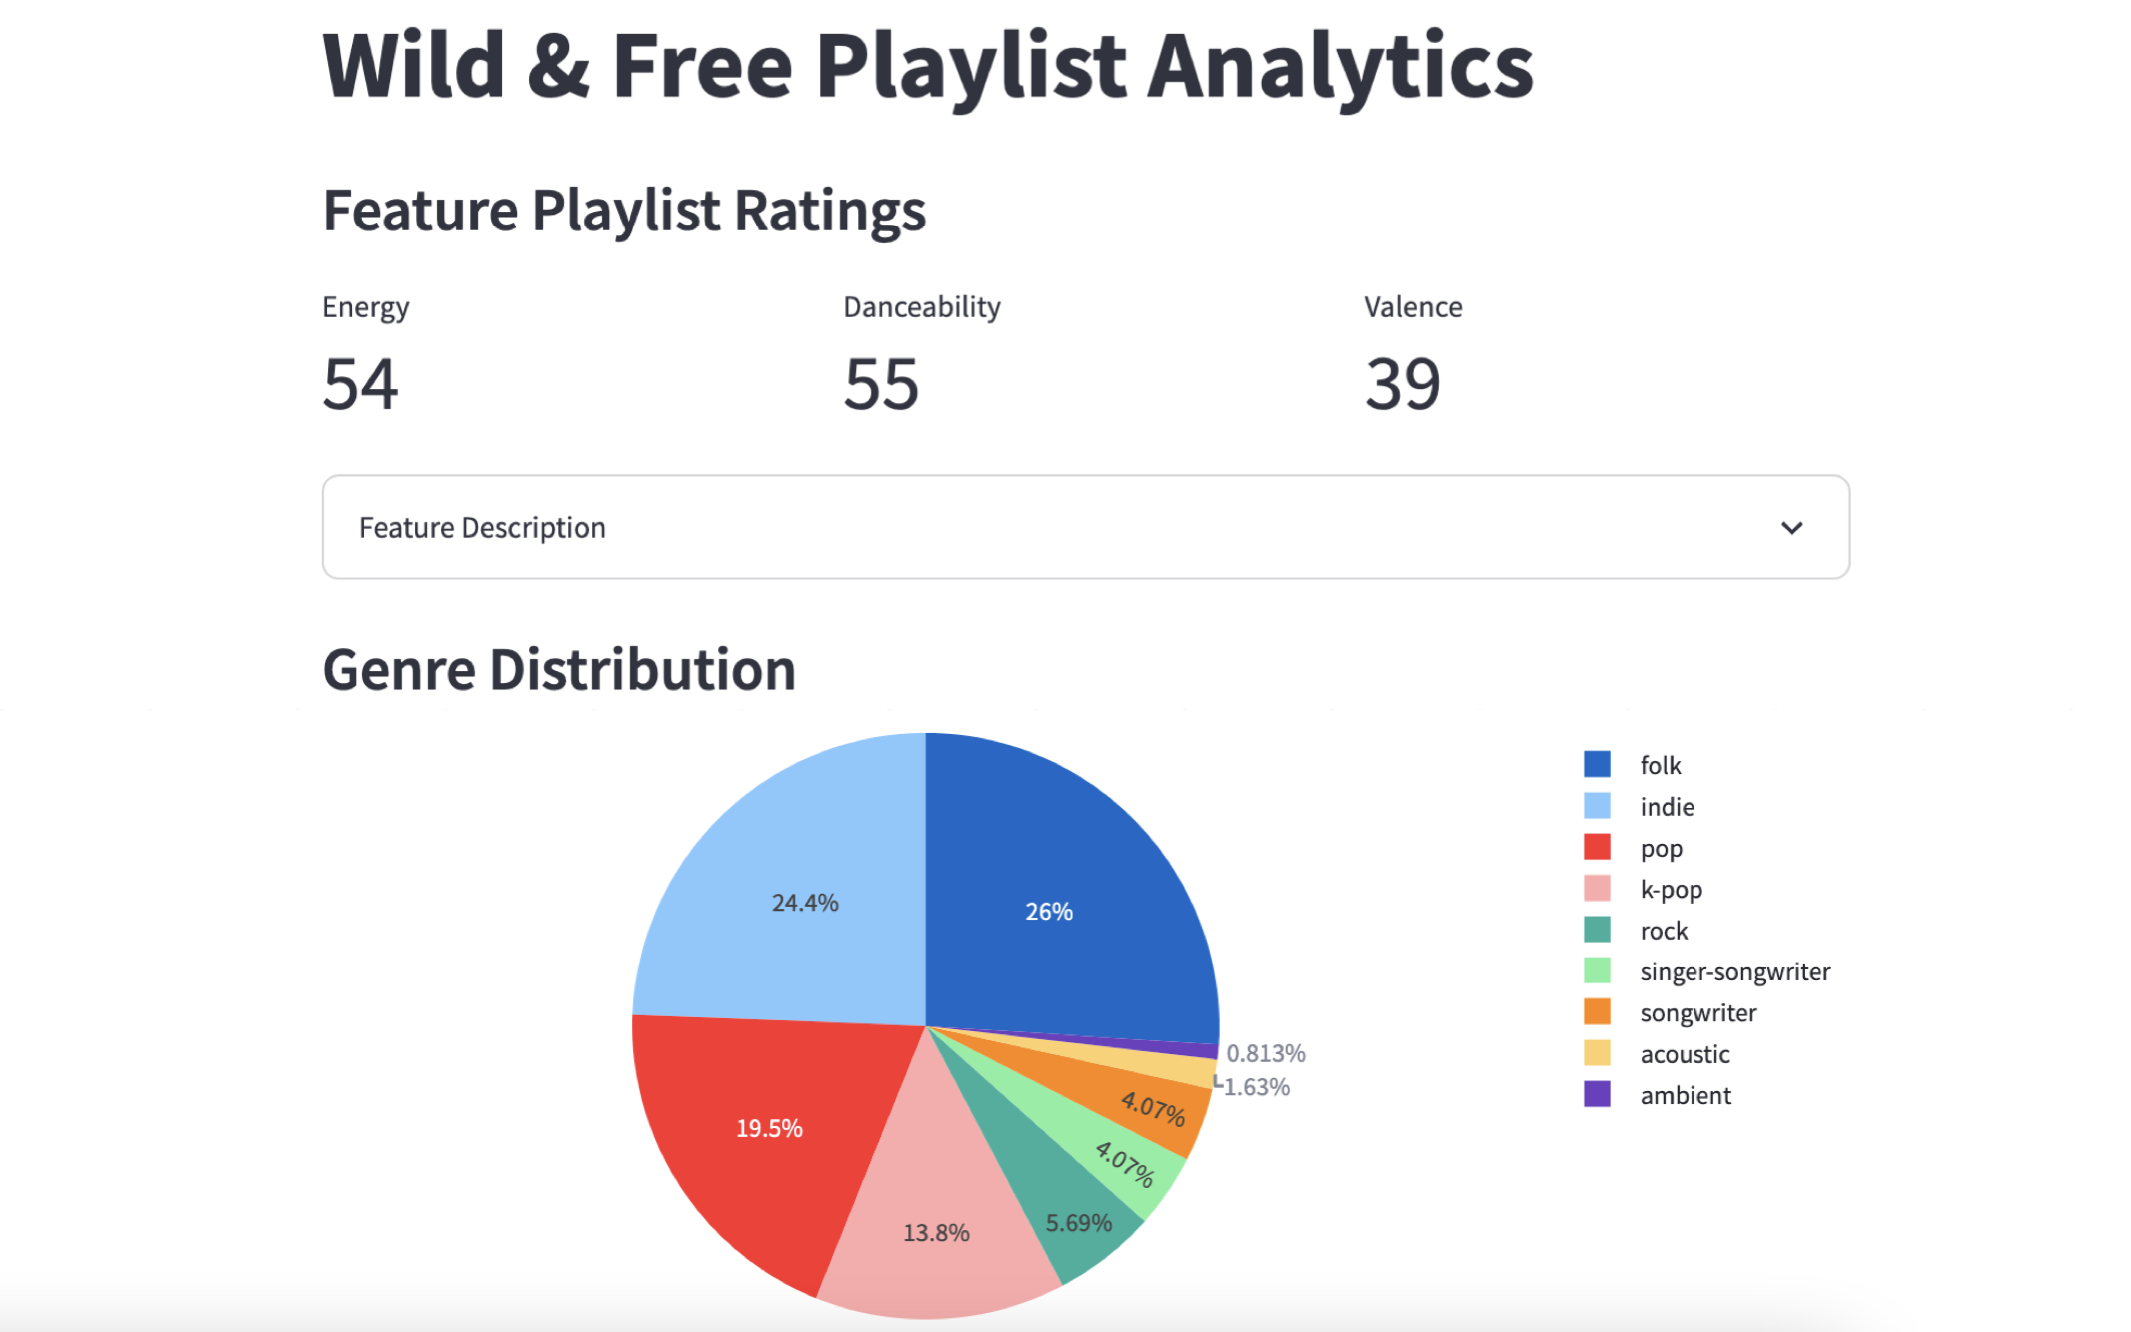 Wild & Free Playlist Analytics
Feature Playlist Ratings
Energy Danceability Valence
54 55 39
Feature Description
Genre Distribution
folk
indie
pop
k-pop
rock
singer-songwriter
songwriter
acoustic
ambient
24.4%
26%
0.813%
1.63%
4.07%
19.5%
4.07%
5.69%
13.8%